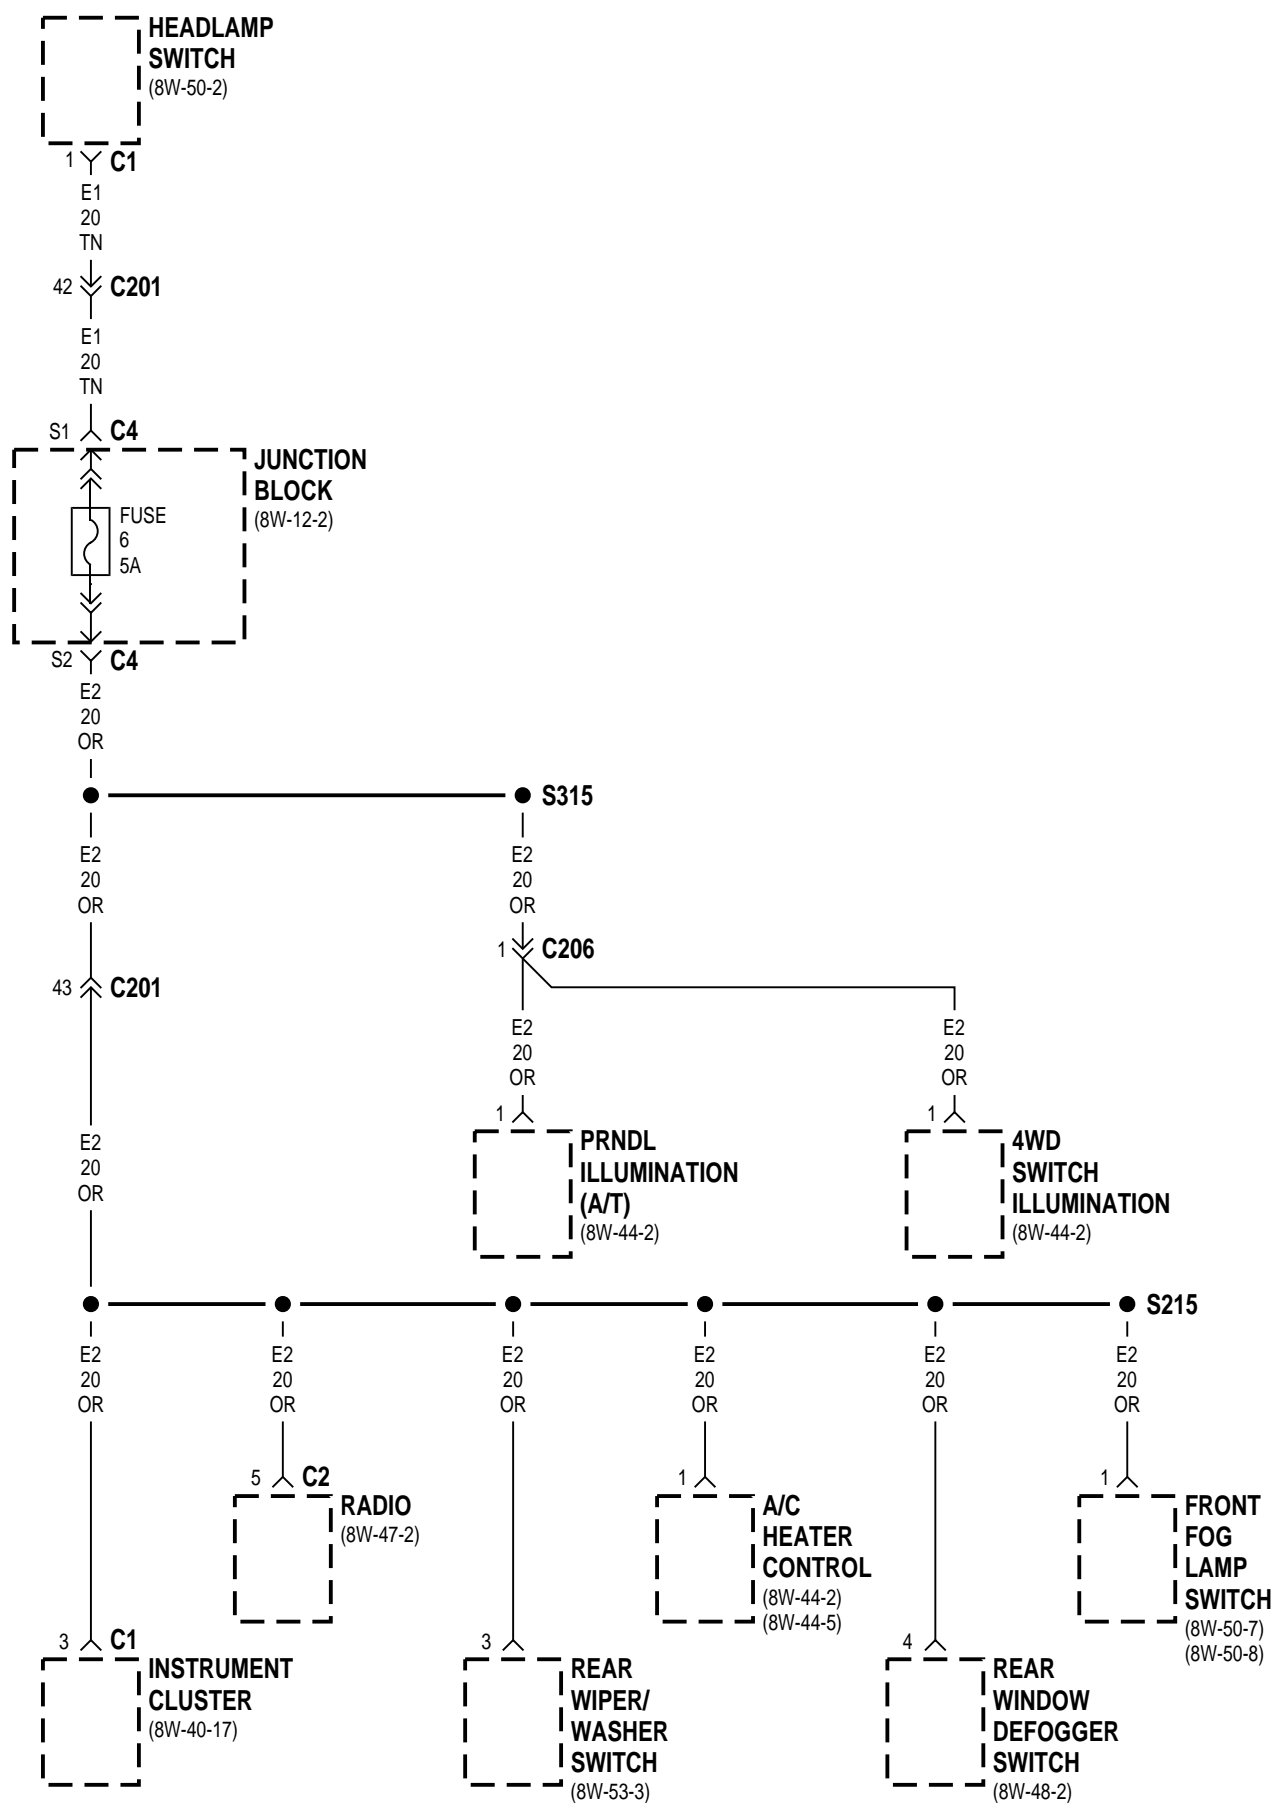 HEADLAMP
SWITCH
(8W-50-2)
1 C1
E1
20
TN
42 C201
E1
20
TN
S1 C4
JUNCTION
BLOCK
(8W-12-2)
FUSE
6
5A
S2 C4
E2
20
OR
S315
E2
20
OR
E2
20
OR
1 C206
43 C201
E2
20
OR
E2
20
OR
1
PRNDL
ILLUMINATION
(A/T)
(8W-44-2)
1
4WD
SWITCH
ILLUMINATION
(8W-44-2)
E2
20
OR
S215
E2
20
OR
E2
20
OR
E2
20
OR
E2
20
OR
E2
20
OR
E2
20
OR
5 C2
RADIO
(8W-47-2)
1
A/C
HEATER
CONTROL
(8W-44-2)
(8W-44-5)
1
FRONT
FOG
LAMP
SWITCH
(8W-50-7)
(8W-50-8)
3 C1
INSTRUMENT
CLUSTER
(8W-40-17)
3
REAR
WIPER/
WASHER
SWITCH
(8W-53-3)
4
REAR
WINDOW
DEFOGGER
SWITCH
(8W-48-2)